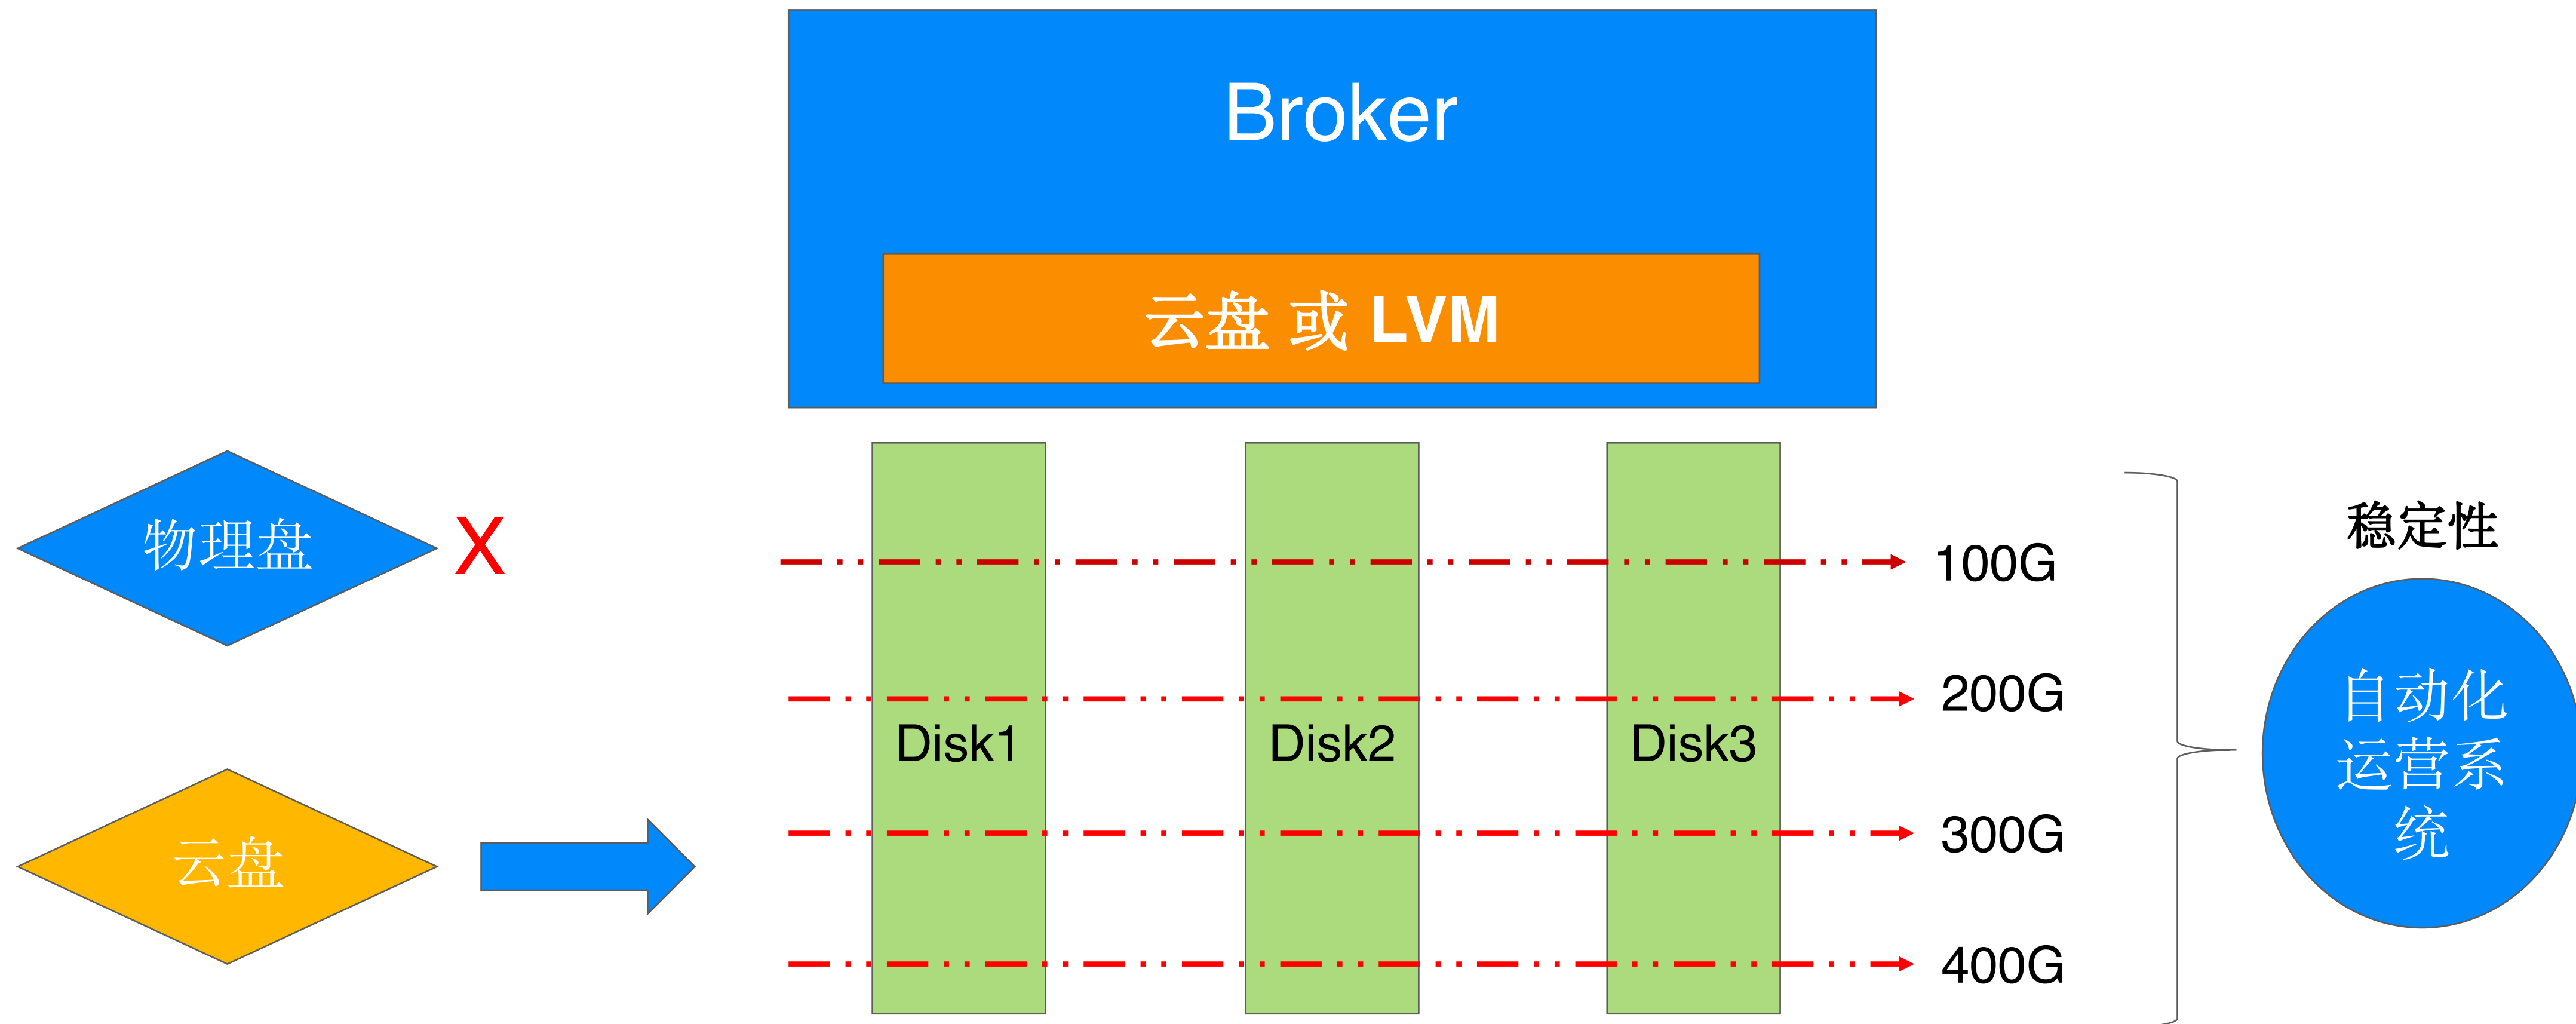 Broker
云盘 或 LVM
物理盘
X
云盘
Disk1
Disk2
Disk3
100G
200G
300G
400G
稳定性
自动化
运营系
统